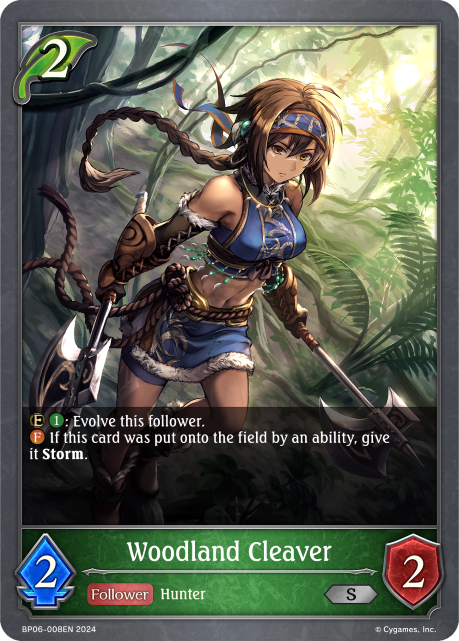 2
E 1: Evolve this follower.
F If this card was put onto the field by an ability, give
it Storm.
Woodland Cleaver
2 Follower Hunter S 2
BP06-008EN 2024 © Cygames, Inc.